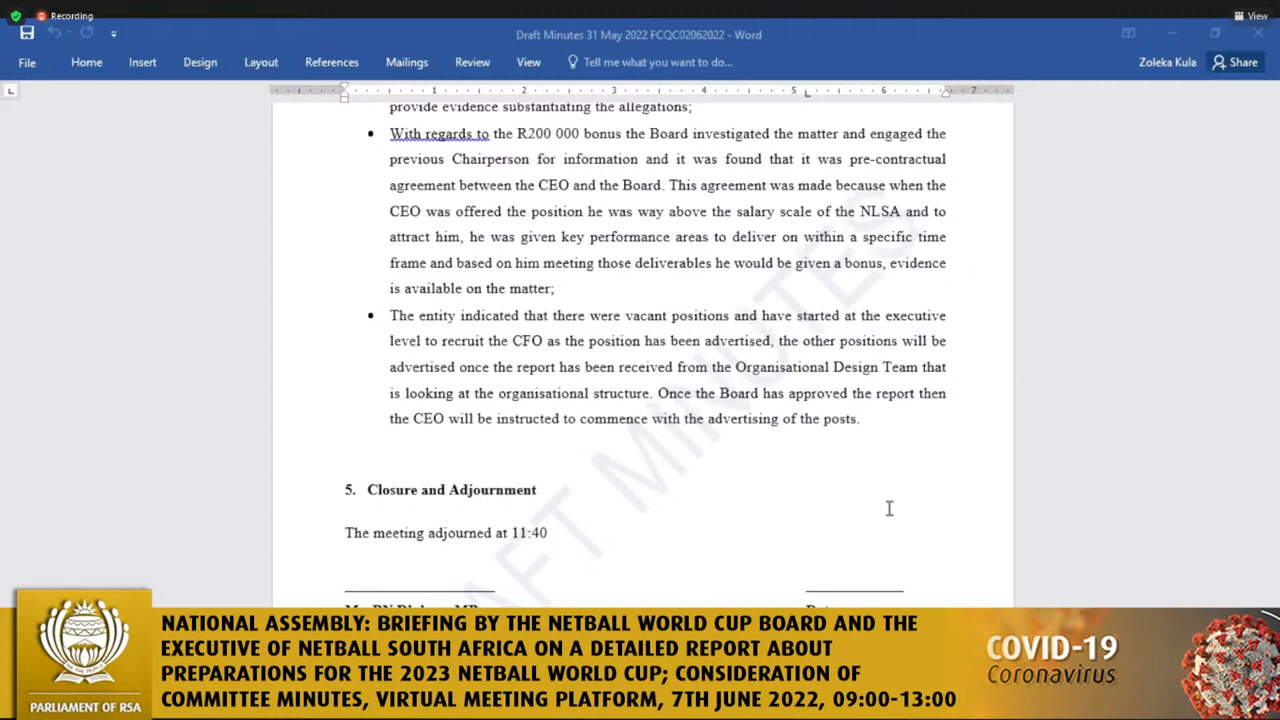 Recording
View
Draft Minutes 31 May 2022 FCQC02062022 - Word
File Home Insert Design Layout References Mailings Review View Tell me what you want to do... Zoleka Kula Share
1 2 3 4 5 6 7
provide evidence substantiating the allegations;
• With regards to the R200 000 bonus the Board investigated the matter and engaged the
previous Chairperson for information and it was found that it was pre-contractual
agreement between the CEO and the Board. This agreement was made because when the
CEO was offered the position he was way above the salary scale of the NLSA and to
attract him, he was given key performance areas to deliver on within a specific time
frame and based on him meeting those deliverables he would be given a bonus, evidence
is available on the matter;
• The entity indicated that there were vacant positions and have started at the executive
level to recruit the CFO as the position has been advertised, the other positions will be
advertised once the report has been received from the Organisational Design Team that
is looking at the organisational structure. Once the Board has approved the report then
the CEO will be instructed to commence with the advertising of the posts.
5. Closure and Adjournment
The meeting adjourned at 11:40
DRAFT MINUTES
PARLIAMENT OF RSA
NATIONAL ASSEMBLY: BRIEFING BY THE NETBALL WORLD CUP BOARD AND THE
EXECUTIVE OF NETBALL SOUTH AFRICA ON A DETAILED REPORT ABOUT
PREPARATIONS FOR THE 2023 NETBALL WORLD CUP; CONSIDERATION OF
COMMITTEE MINUTES, VIRTUAL MEETING PLATFORM, 7TH JUNE 2022, 09:00-13:00
COVID-19
Coronavirus